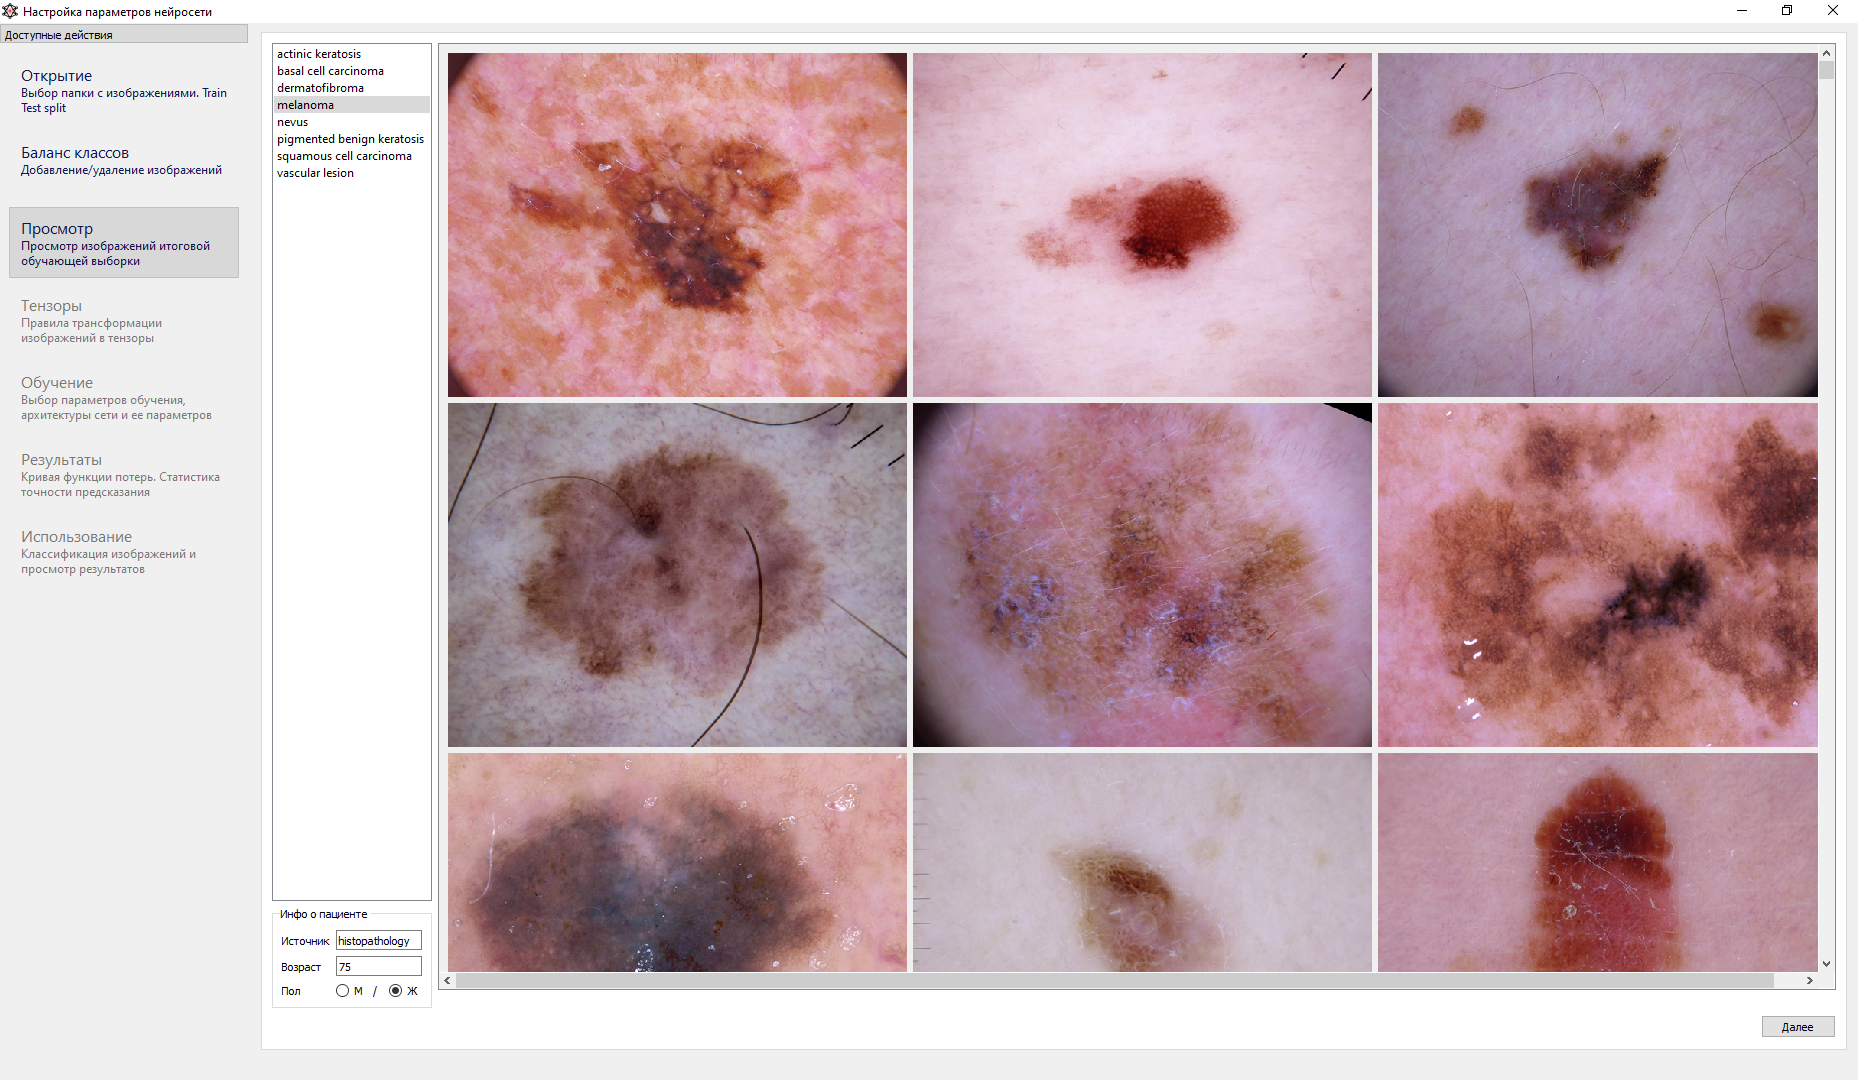 Настройка параметров нейросети
Доступные действия
Открытие
Выбор папки с изображениями. Train
Test split
Баланс классов
Добавление/удаление изображений
Просмотр
Просмотр изображений итоговой
обучающей выборки
Тензоры
Правила трансформации
изображений в тензоры
Обучение
Выбор параметров обучения,
архитектуры сети и ее параметров
Результаты
Кривая функции потерь. Статистика
точности предсказания
Использование
Классификация изображений и
просмотр результатов
actinic keratosis
basal cell carcinoma
dermatofibroma
melanoma
nevus
pigmented benign keratosis
squamous cell carcinoma
vascular lesion
Инфо о пациенте
Источник histopathology
Возраст 75
Пол М / Ж
Далее